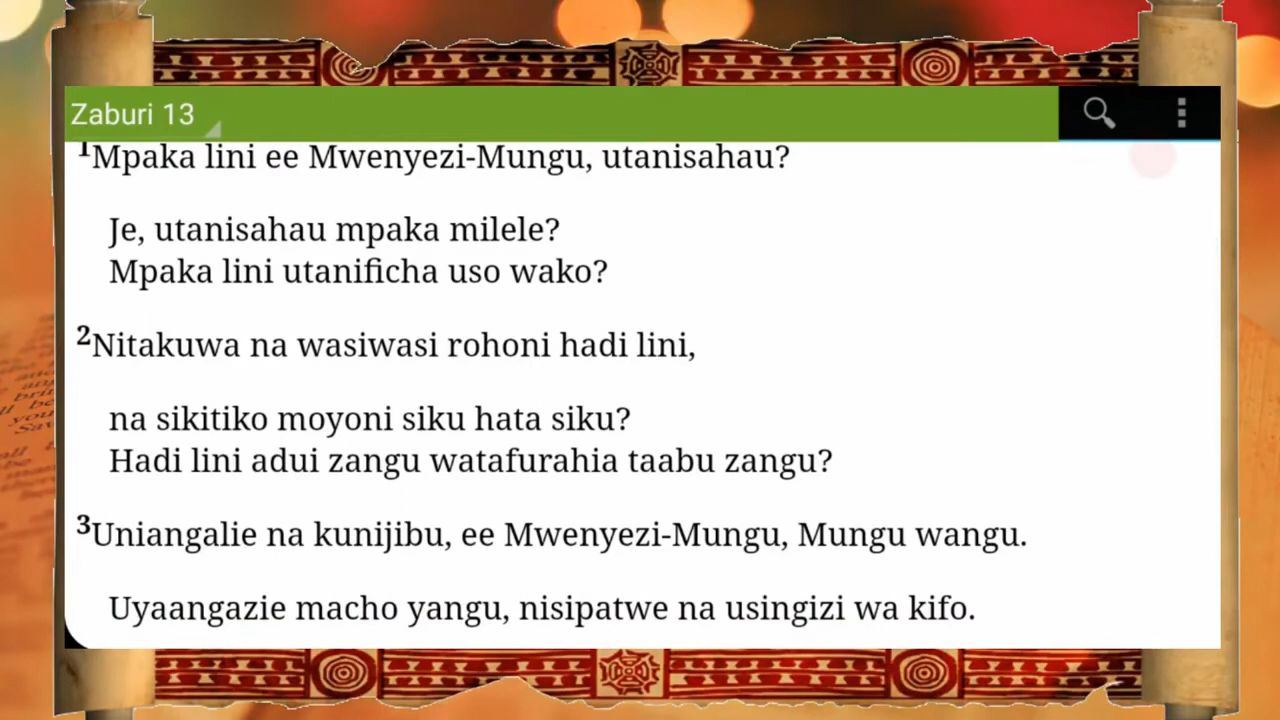 Zaburi 13
1Mpaka lini ee Mwenyezi-Mungu, utanisahau?
Je, utanisahau mpaka milele?
Mpaka lini utanificha uso wako?
2Nitakuwa na wasiwasi rohoni hadi lini,
na sikitiko moyoni siku hata siku?
Hadi lini adui zangu watafurahia taabu zangu?
3Uniangalie na kunijibu, ee Mwenyezi-Mungu, Mungu wangu.
Uyaangazie macho yangu, nisipatwe na usingizi wa kifo.